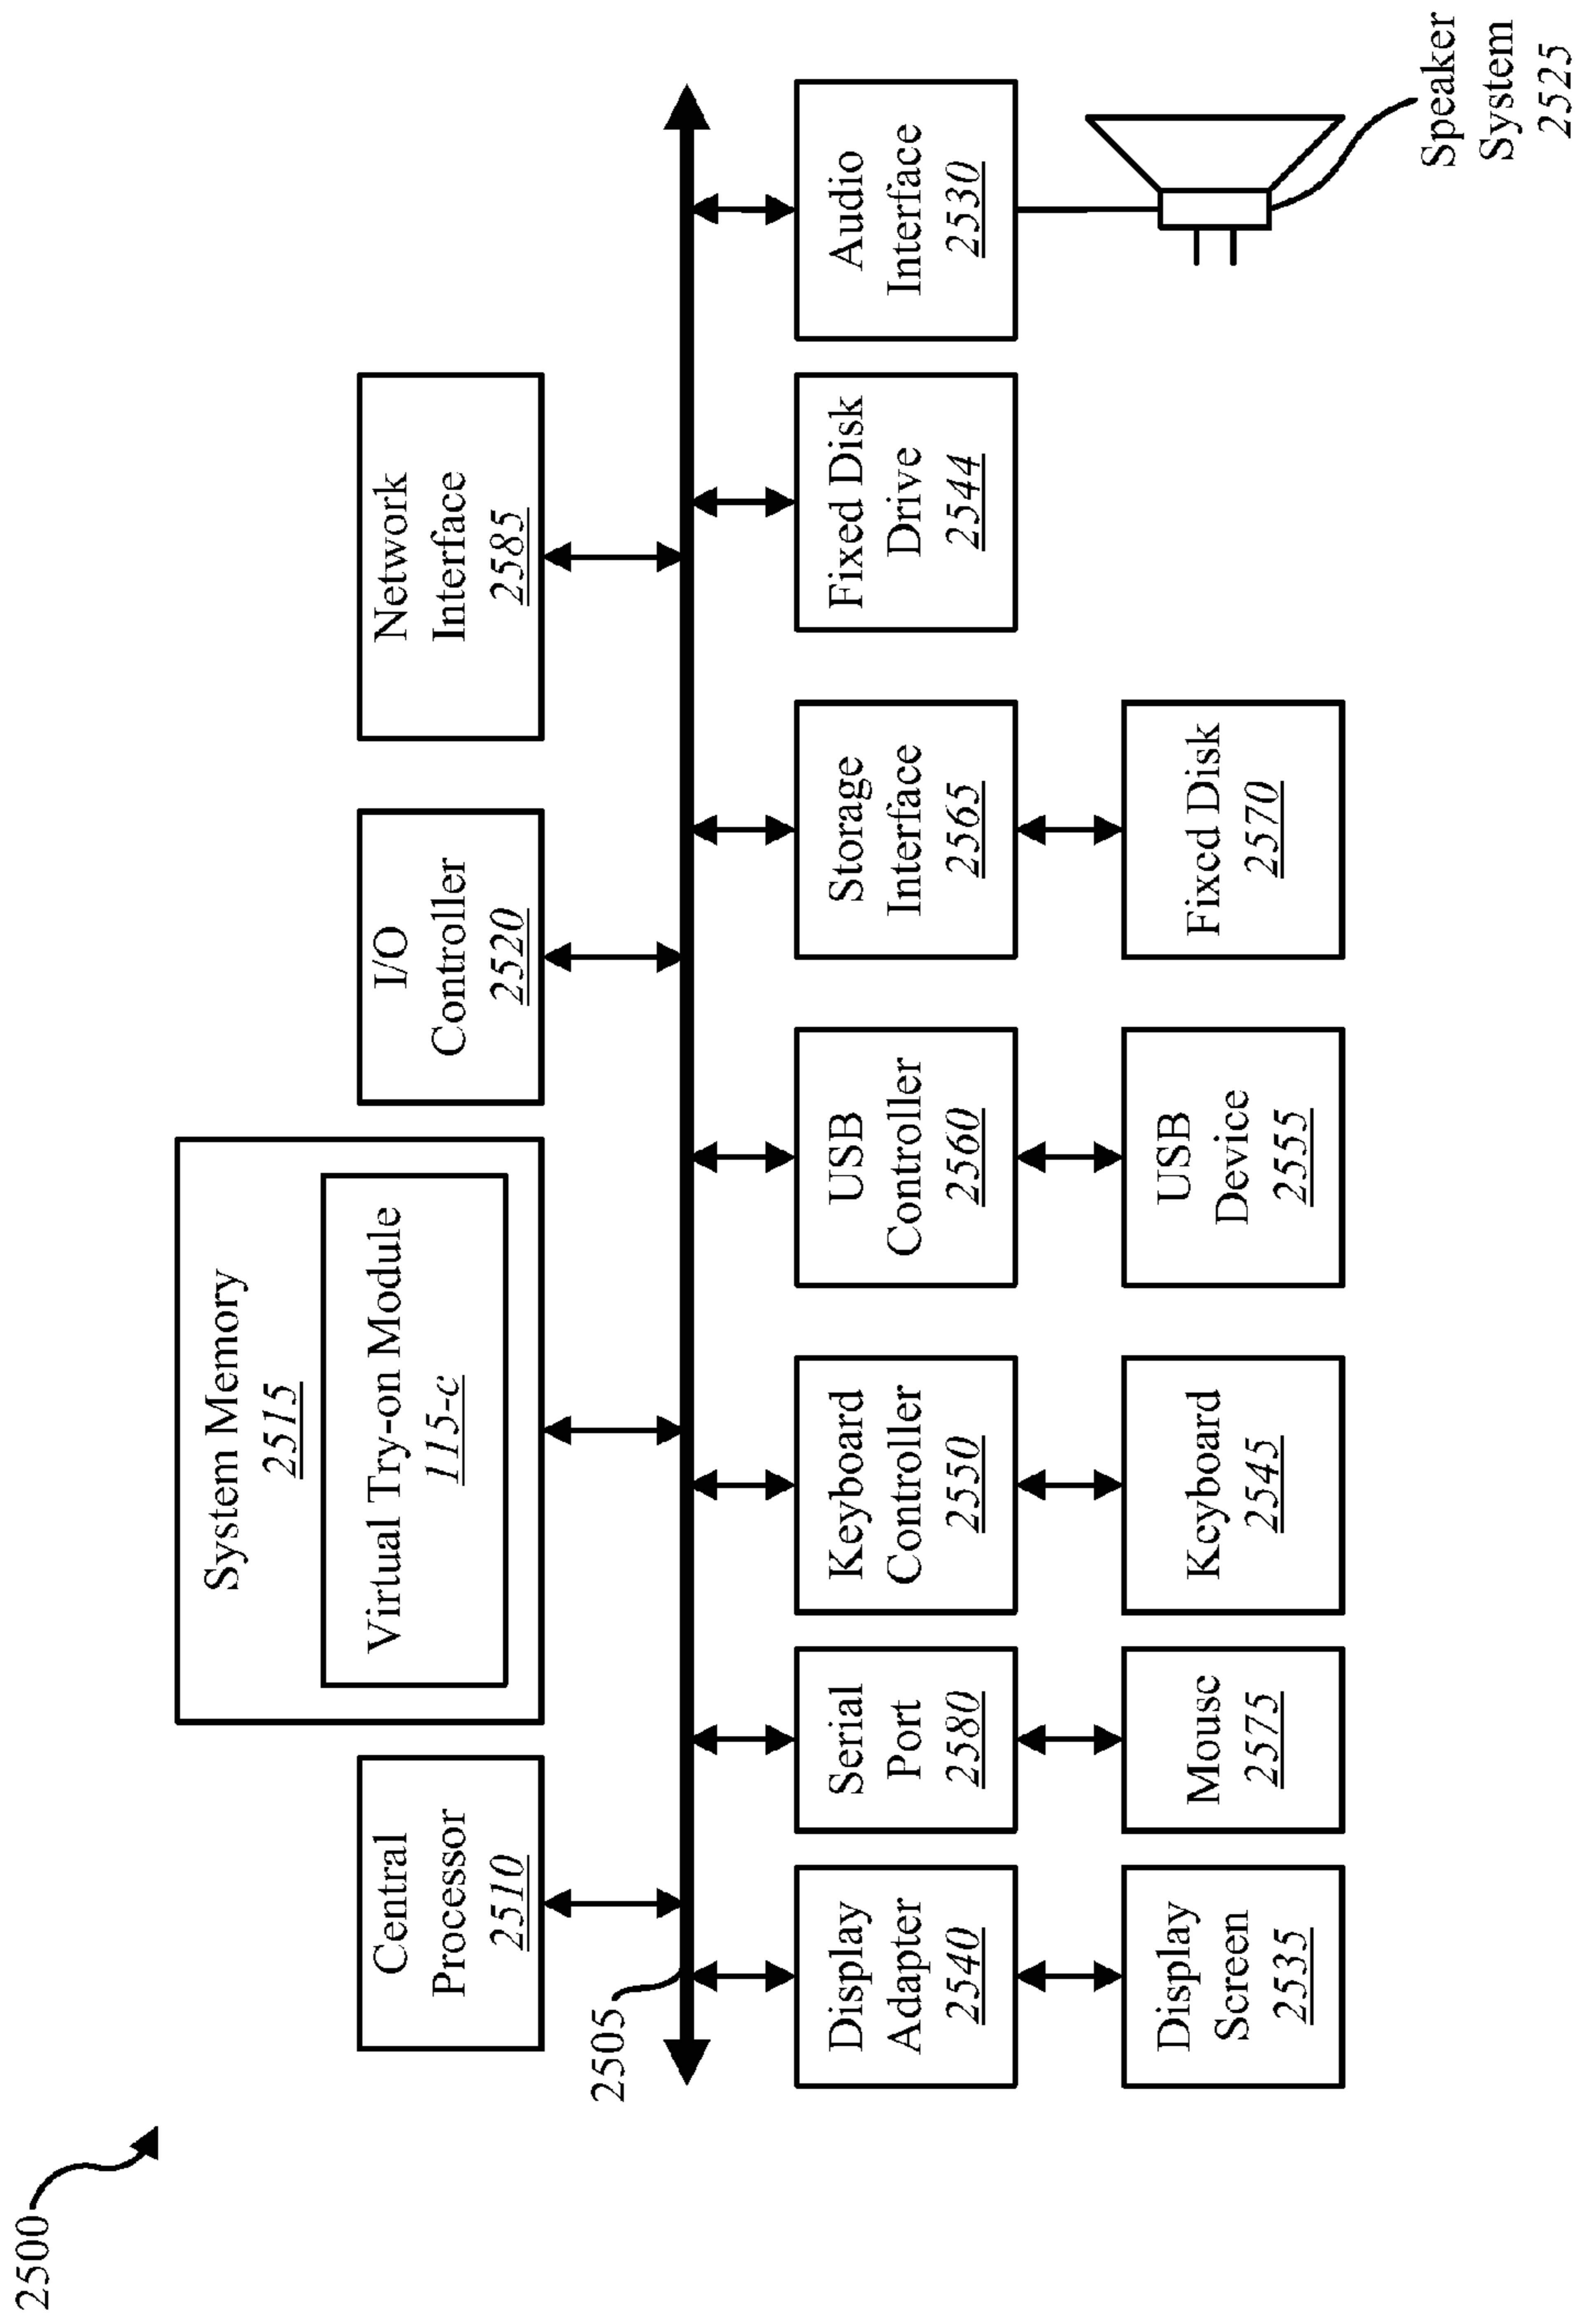 2500
Central
Processor
2510
System Memory
2515
Virtual Try-on Module
115-c
I/O
Controller
2520
Network
Interface
2585
2505
Display
Adapter
2540
Serial
Port
2580
Keyboard
Controller
2550
USB
Controller
2560
Storage
Interface
2565
Fixed Disk
Drive
2544
Audio
Interface
2530
Display
Screen
2535
Mouse
2575
Keyboard
2545
USB
Device
2555
Fixed Disk
2570
Speaker
System
2525